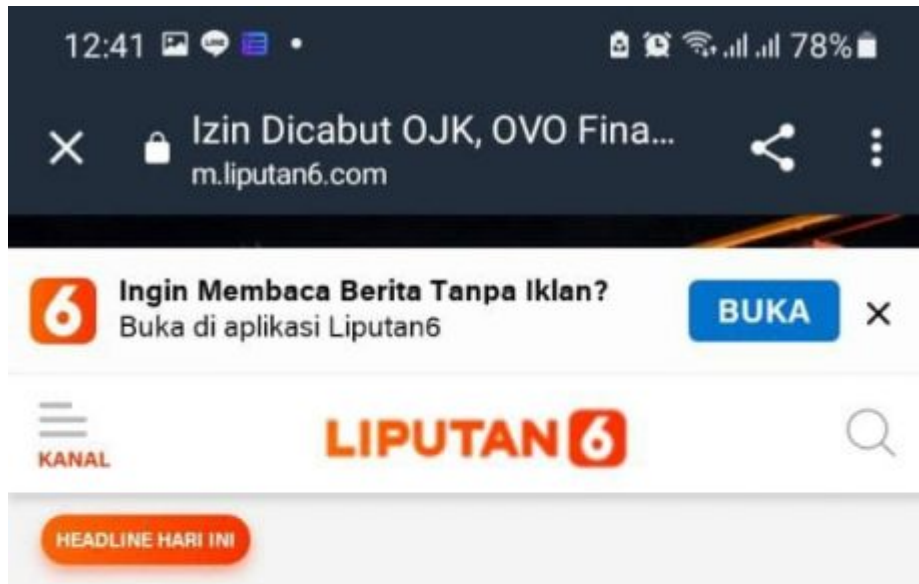 12:41
78%
Izin Dicabut OJK, OVO Fina...
m.liputan6.com
6 Ingin Membaca Berita Tanpa Iklan?
Buka di aplikasi Liputan6
BUKA
KANAL
LIPUTAN 6
HEADLINE HARI INI